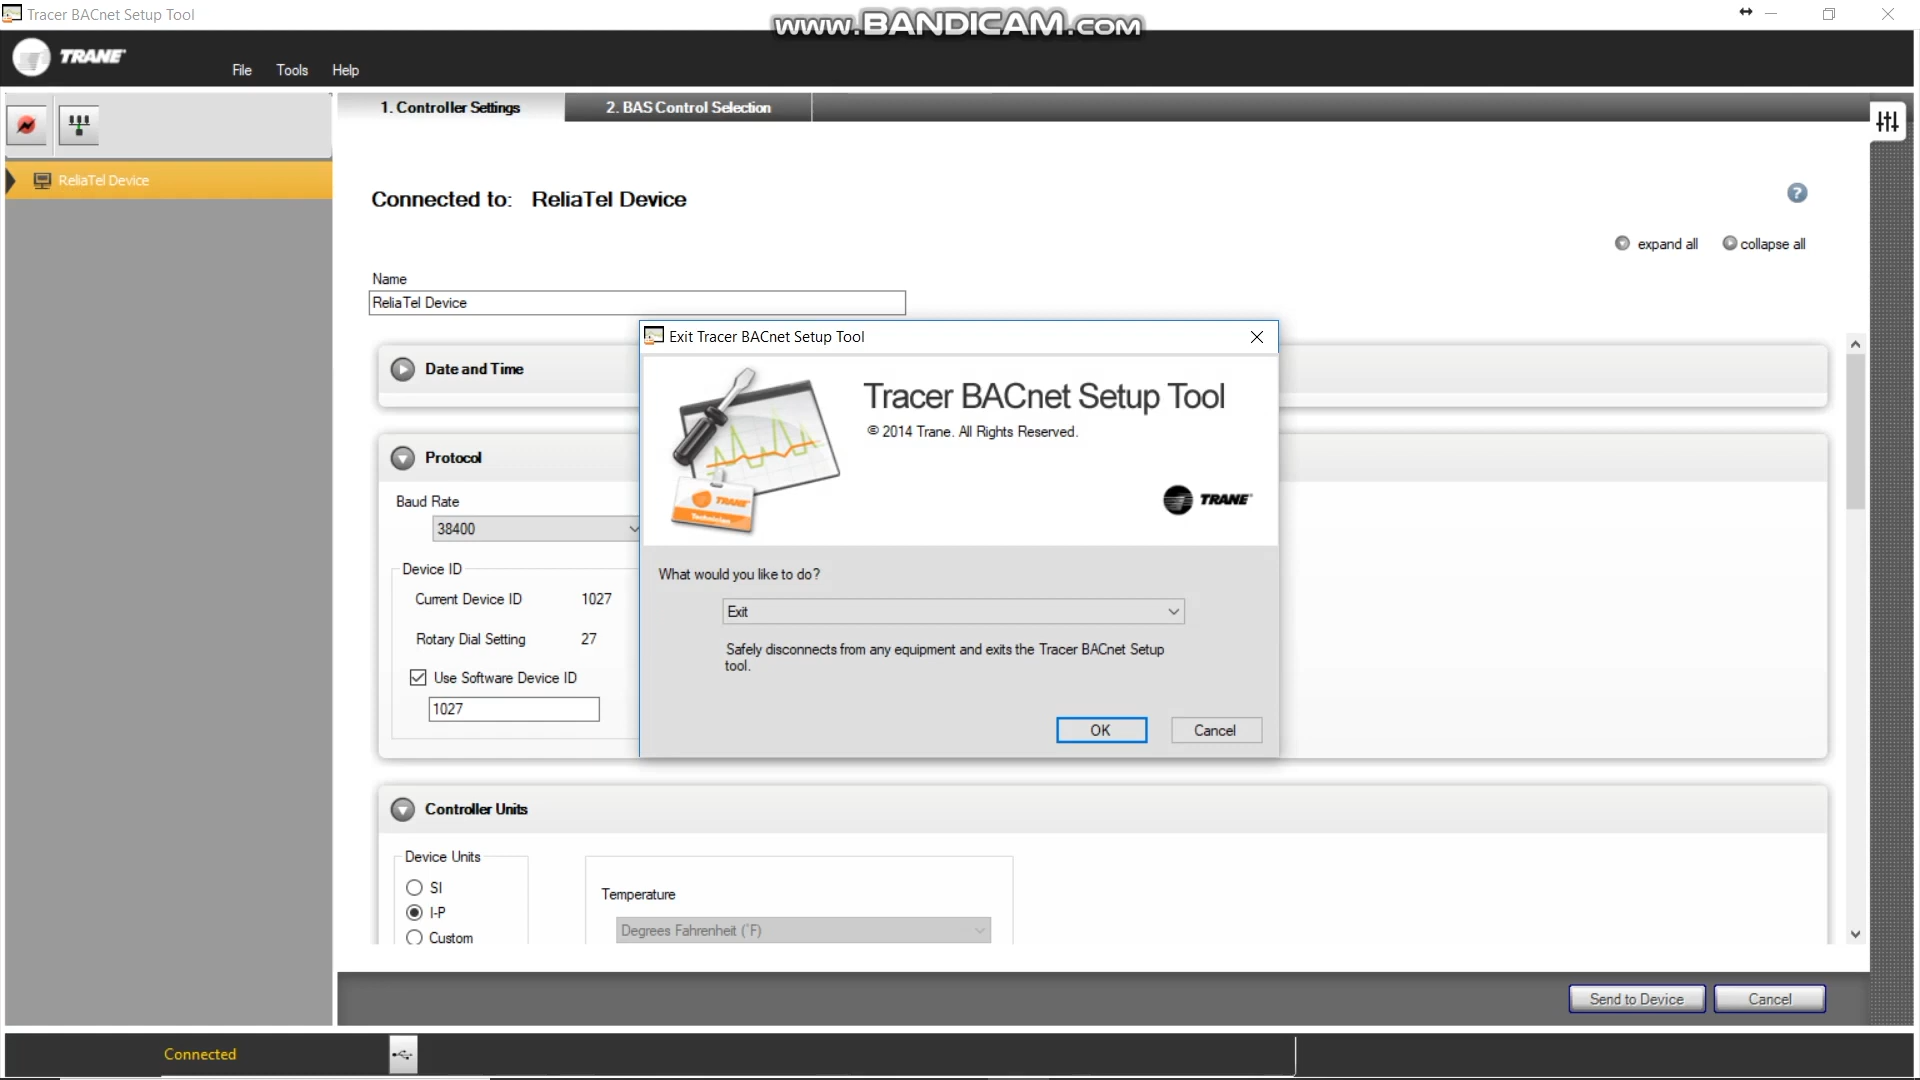 Tracer BACnet Setup Tool
www.BANDICAM.com
TRANE
File Tools Help
1. Controller Settings
2. BAS Control Selection
ReliaTel Device
Connected to: ReliaTel Device
?
expand all
collapse all
Name
ReliaTel Device
Date and Time
Protocol
Baud Rate
38400
Device ID
Current Device ID 1027
Rotary Dial Setting 27
Use Software Device ID
1027
Exit Tracer BACnet Setup Tool
Tracer BACnet Setup Tool
© 2014 Trane. All Rights Reserved.
TRANE
Technician
TRANE
What would you like to do?
Exit
Safely disconnects from any equipment and exits the Tracer BACnet Setup
tool.
OK
Cancel
Controller Units
Device Units
SI
I-P
Custom
Temperature
Degrees Fahrenheit (°F)
Send to Device
Cancel
Connected